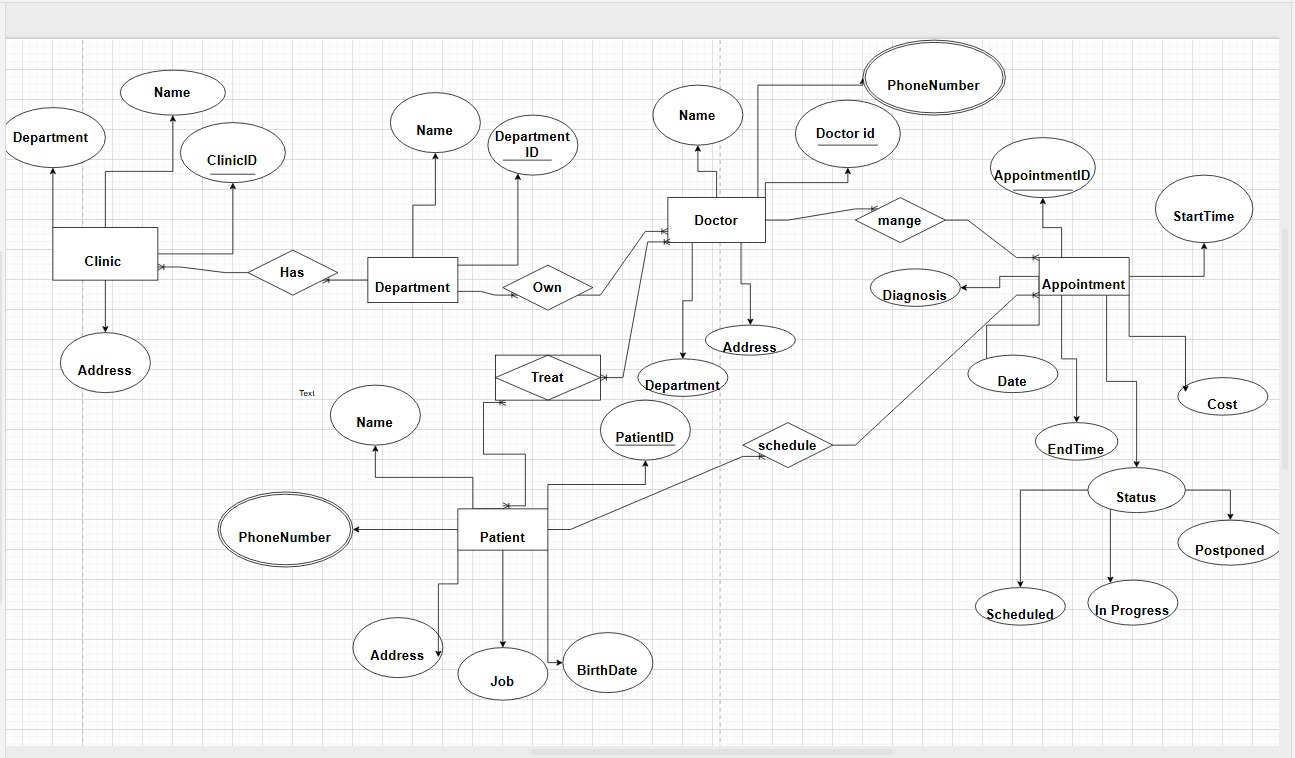 PhoneNumber
Name
Name
Name
Department
ID
Doctor id
Department
ClinicID
AppointmentID
StartTime
Doctor
mange
Clinic
Has
Department
Own
Diagnosis
Appointment
Address
Address
Treat
Department
Date
Cost
Text
Name
PatientID
schedule
EndTime
Status
PhoneNumber
Patient
Postponed
Scheduled
In Progress
Address
Job
BirthDate